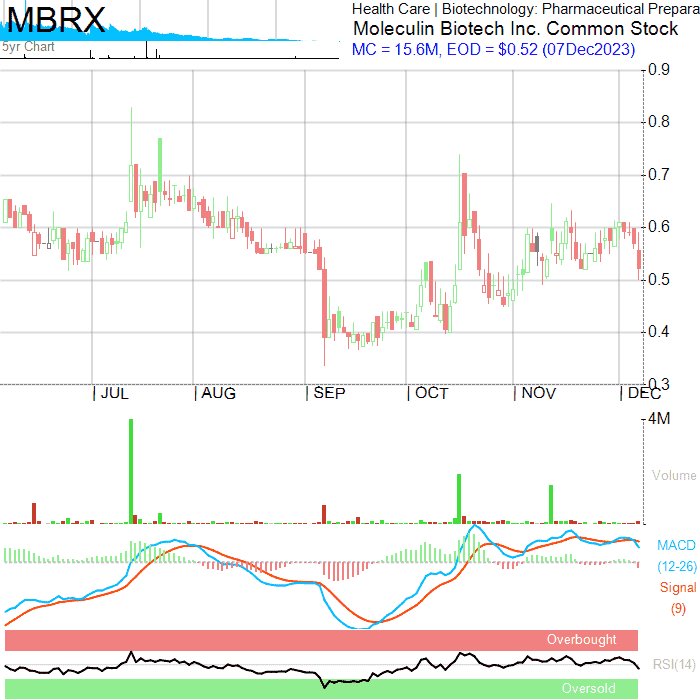 MBRX
5yr Chart
Health Care | Biotechnology: Pharmaceutical Prepara
Moleculin Biotech Inc. Common Stock
MC = 15.6M, EOD = $0.52 (07Dec2023)
0.9
0.8
0.7
0.6
0.5
0.4
0.3
| JUL | AUG | SEP | OCT | NOV | DEC
4M
Volume
MACD
(12-26)
Signal
(9)
Overbought
RSI(14)
Oversold